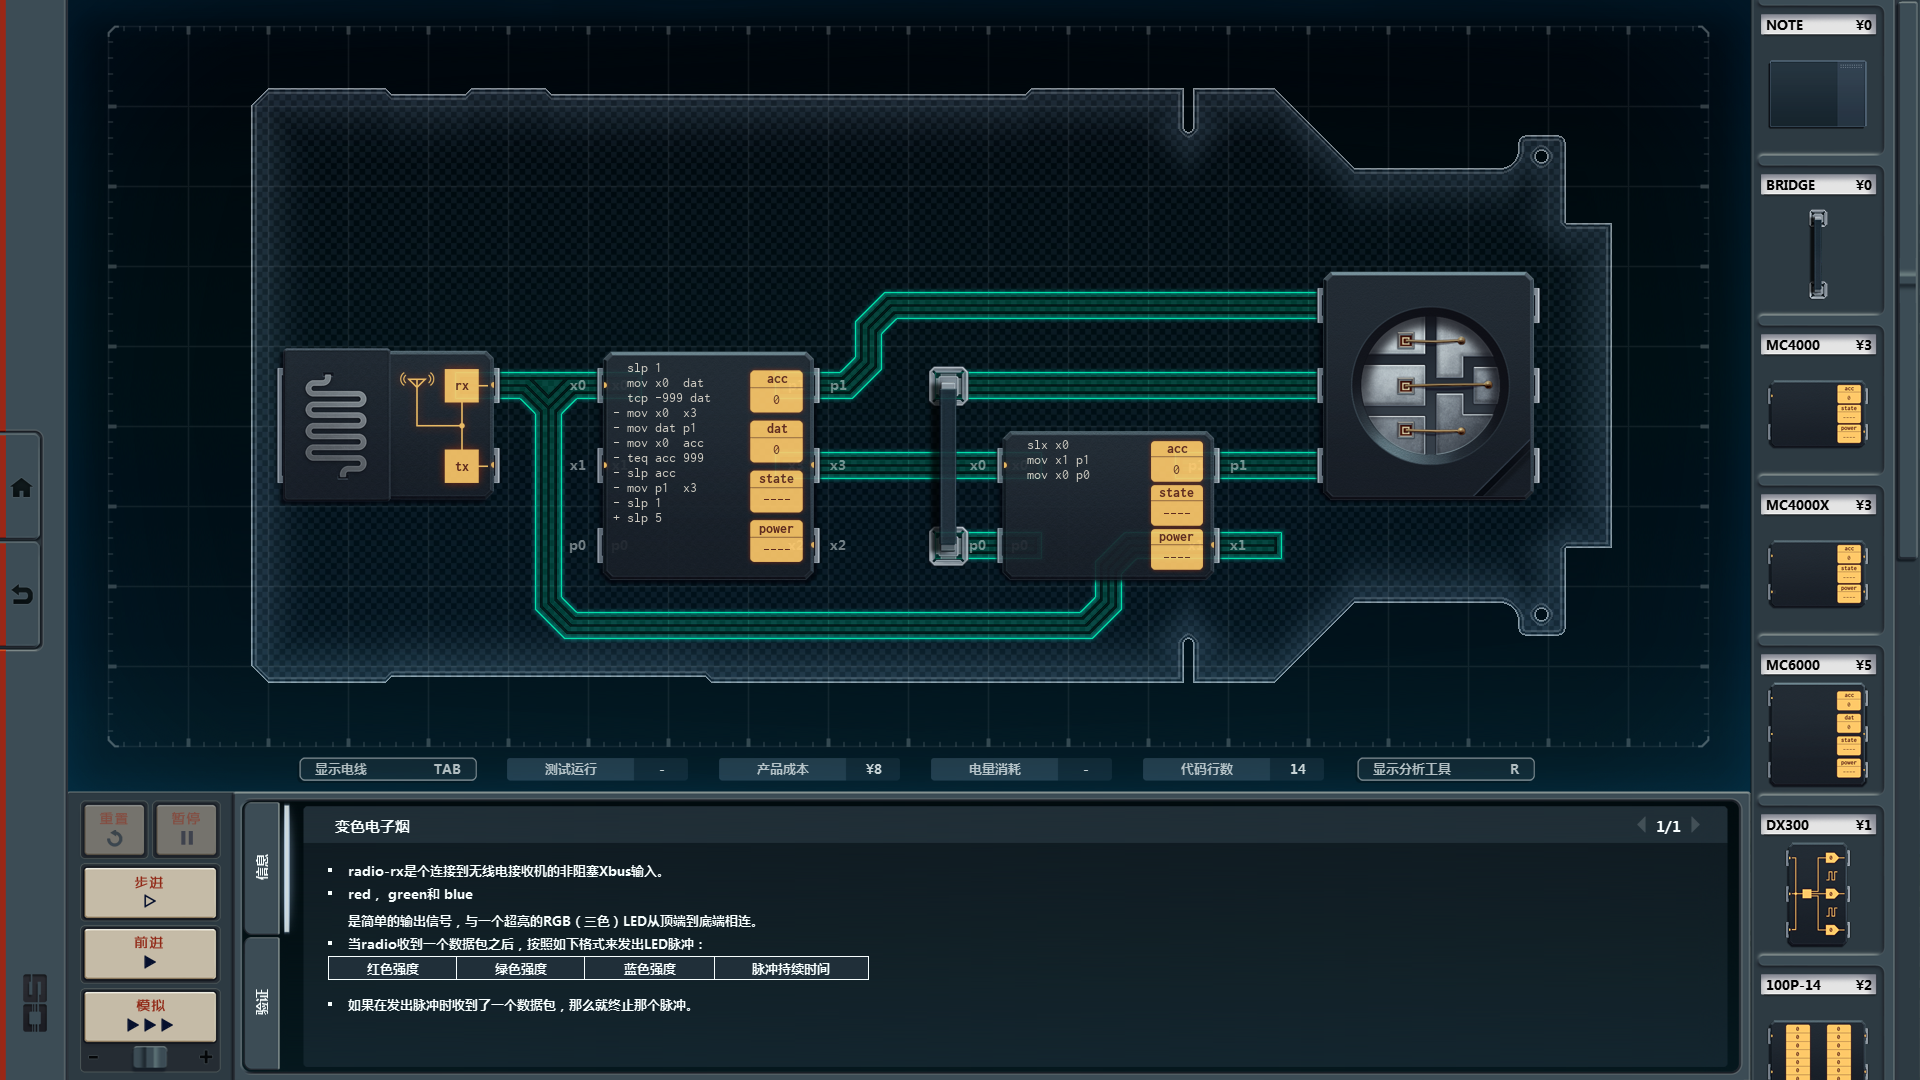 NOTE ¥0
BRIDGE ¥0
MC4000 ¥3
acc
state
power
MC4000X ¥3
acc
state
power
MC6000 ¥5
acc
dat
state
power
DX300 ¥1
100P-14 ¥2
rx
tx
x0
x1
p0
slp 1
mov x0 dat
tcp -999 dat
- mov x0 x3
- mov dat p1
- mov x0 acc
- teq acc 999
- slp acc
- mov p1 x3
- slp 1
+ slp 5
acc
0
dat
0
state
----
power
----
p1
x3
x2
x0
p0
slx x0
mov x1 p1
mov x0 p0
acc
0
state
----
power
----
p1
x1
显示电线 TAB
测试运行 -
产品成本 ¥8
电量消耗 -
代码行数 14
显示分析工具 R
重置
暂停
步进
前进
模拟
- +
信息
验证
变色电子烟
1/1
▪ radio-rx是个连接到无线电接收机的非阻塞Xbus输入。
▪ red，green和 blue
是简单的输出信号，与一个超亮的RGB（三色）LED从顶端到底端相连。
▪ 当radio收到一个数据包之后，按照如下格式来发出LED脉冲：
红色强度 绿色强度 蓝色强度 脉冲持续时间
▪ 如果在发出脉冲时收到了一个数据包，那么就终止那个脉冲。